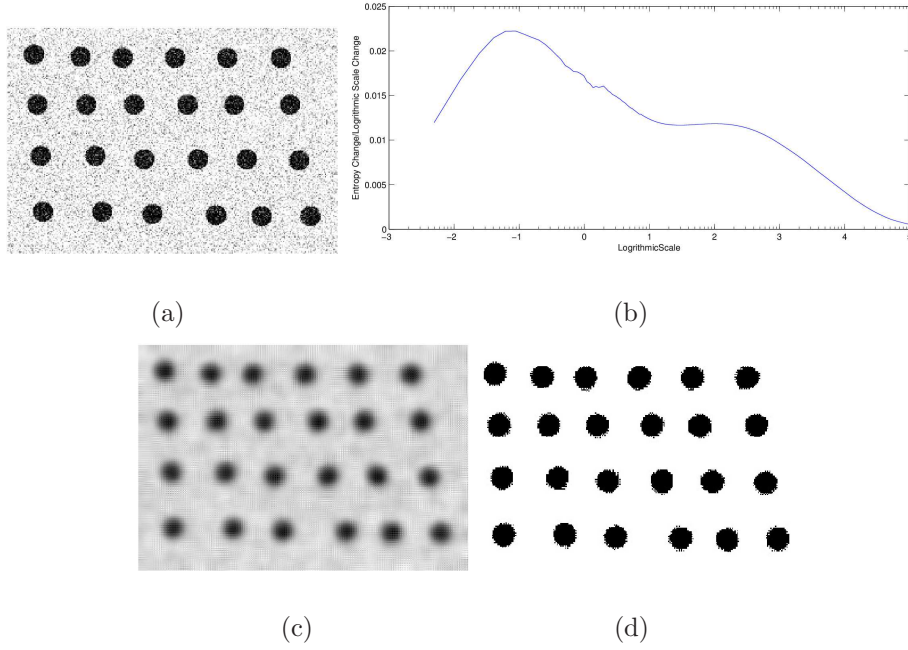 0.025
0.02
0.015
0.01
0.005
0
Entropy Change/Logrithmic Scale Change
−3 −2 −1 0 1 2 3 4 5
LogrithmicScale
(a) (b)
(c) (d)